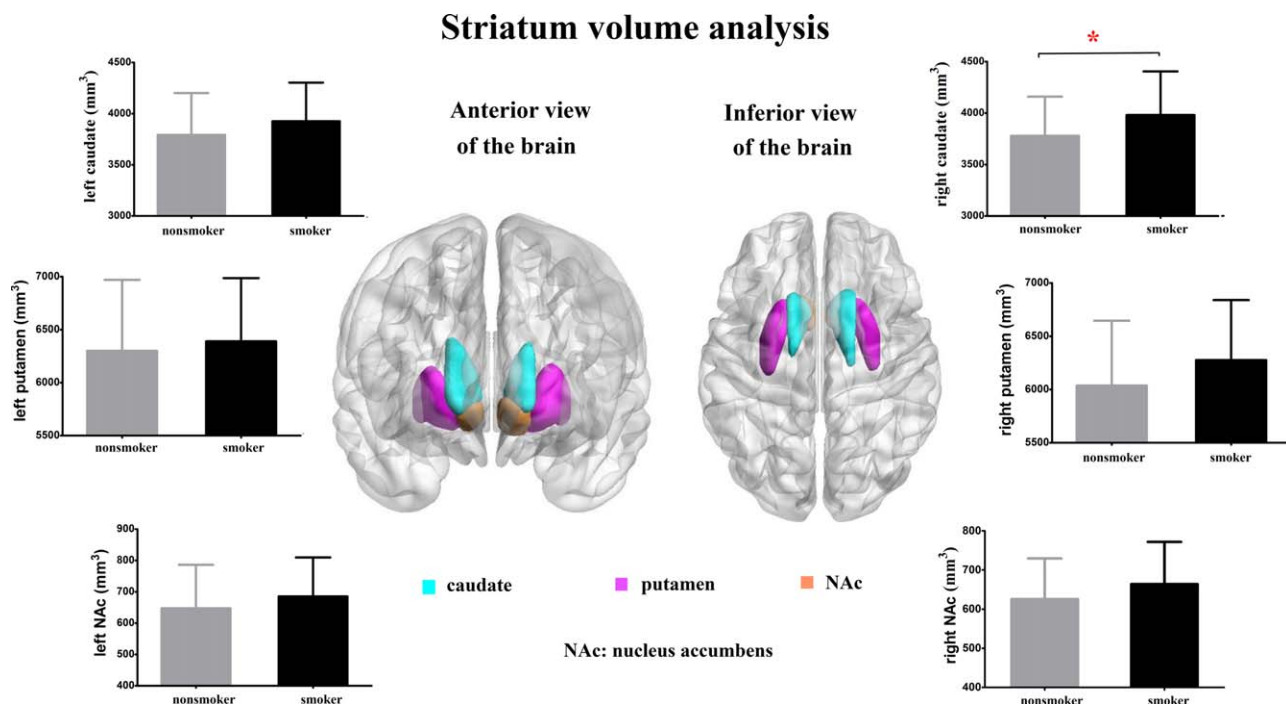 Striatum volume analysis
left caudate (mm³)
4500
4000
3500
3000
nonsmoker smoker
Anterior view
of the brain
Inferior view
of the brain
*
right caudate (mm³)
4500
4000
3500
3000
nonsmoker smoker
left putamen (mm³)
7000
6500
6000
5500
nonsmoker smoker
right putamen (mm³)
7000
6500
6000
5500
nonsmoker smoker
left NAc (mm³)
900
800
700
600
500
400
nonsmoker smoker
caudate putamen NAc
NAc: nucleus accumbens
right NAc (mm³)
800
700
600
500
400
nonsmoker smoker